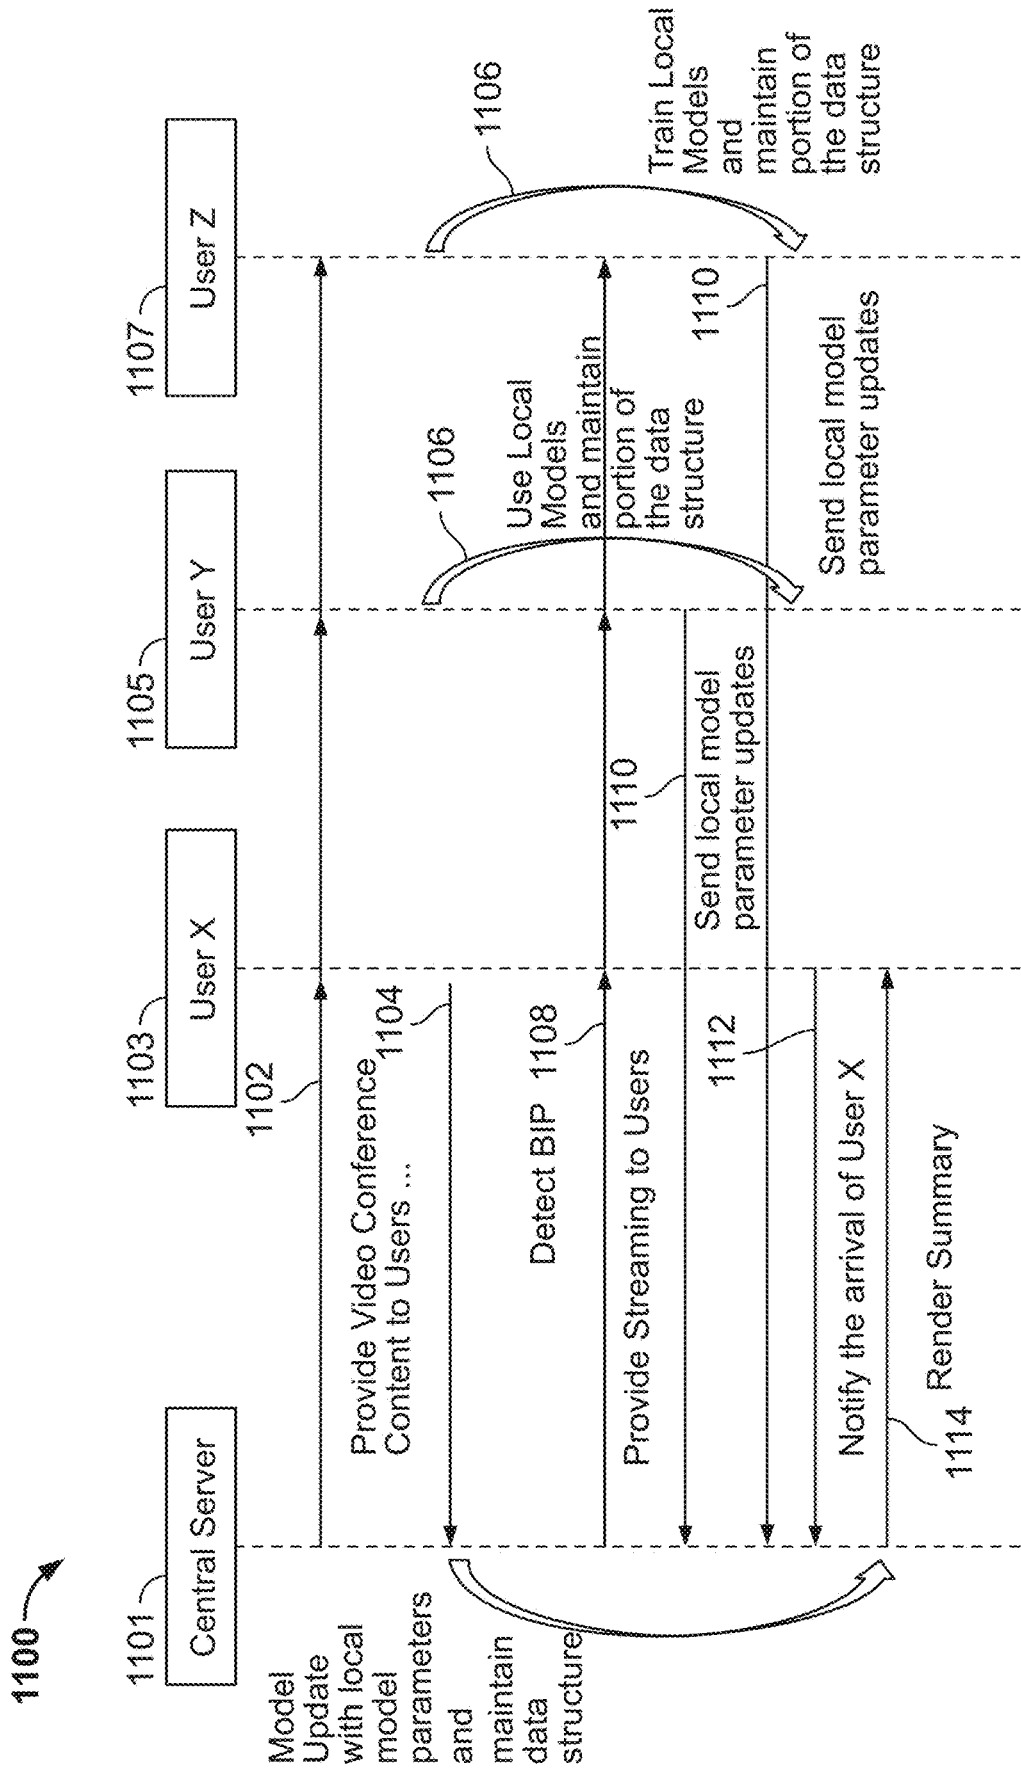 1100
1101
Central Server
1103
User X
1105
User Y
1107
User Z
1102
Provide Video Conference
Content to Users ...
1104
Model
Update
with local
model
parameters
and
maintain
data
structure
1106
Use Local
Models
and maintain
portion of
the data
structure
1106
Train Local
Models
and
maintain
portion of
the data
structure
Detect BIP
1108
Provide Streaming to Users
1110
Send local model
parameter updates
1110
Send local model
parameter updates
1112
Notify the arrival of User X
1114
Render Summary